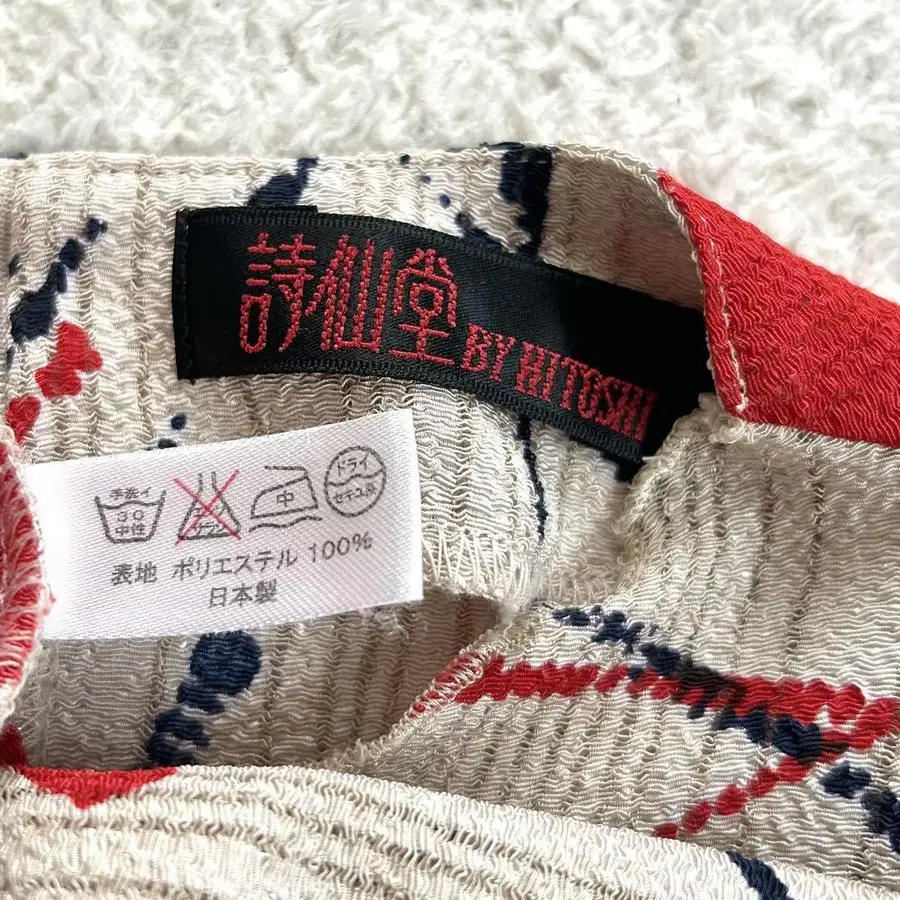 詩仙堂 BY HITOSHI
手洗イ
30
中性
エンソ
サラシ
中
ドライ
セキユ系
表地 ポリエステル 100%
日本製